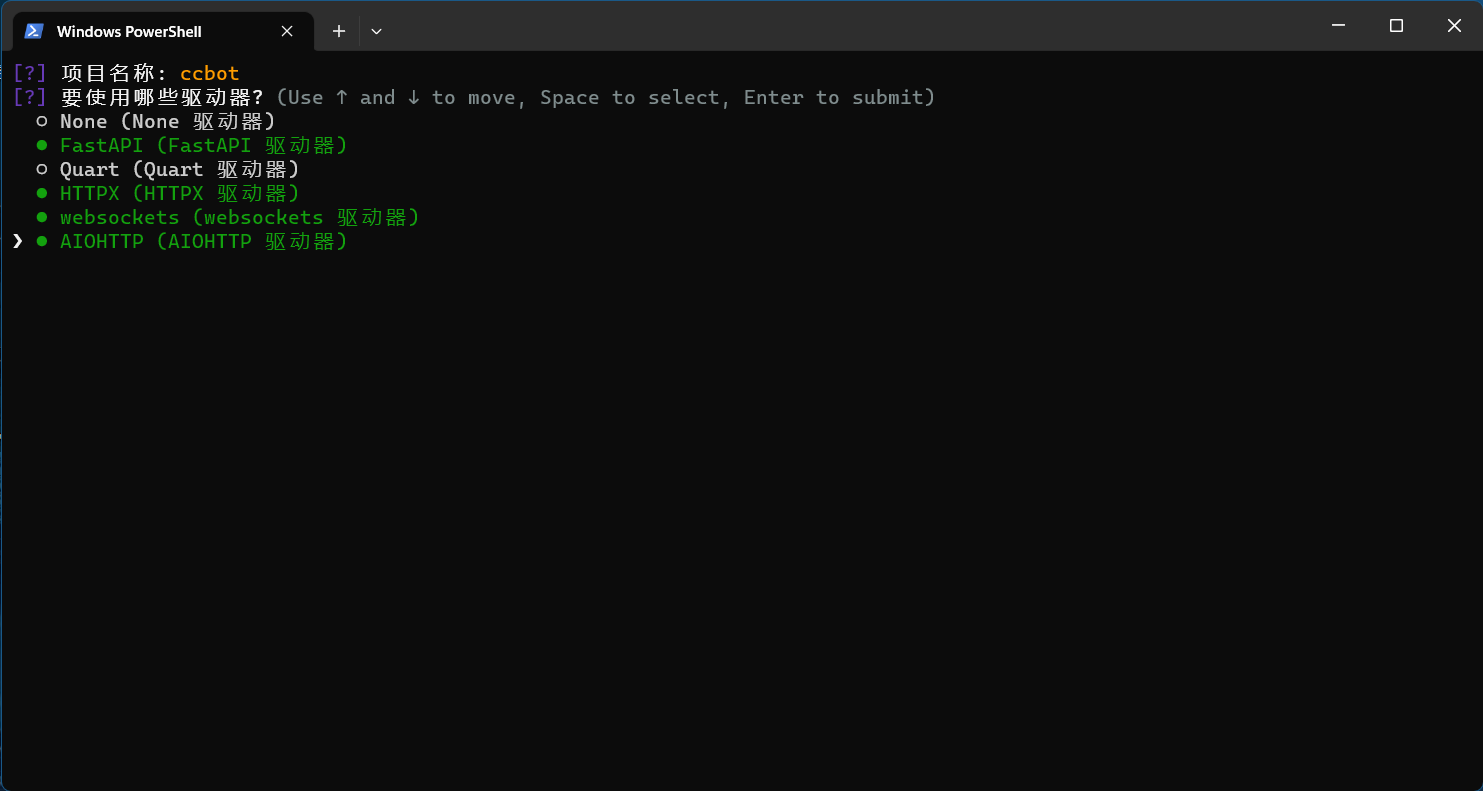 Windows PowerShell
[?] 项目名称: ccbot
[?] 要使用哪些驱动器? (Use ↑ and ↓ to move, Space to select, Enter to submit)
○ None (None 驱动器)
● FastAPI (FastAPI 驱动器)
○ Quart (Quart 驱动器)
● HTTPX (HTTPX 驱动器)
● websockets (websockets 驱动器)
❯ ● AIOHTTP (AIOHTTP 驱动器)